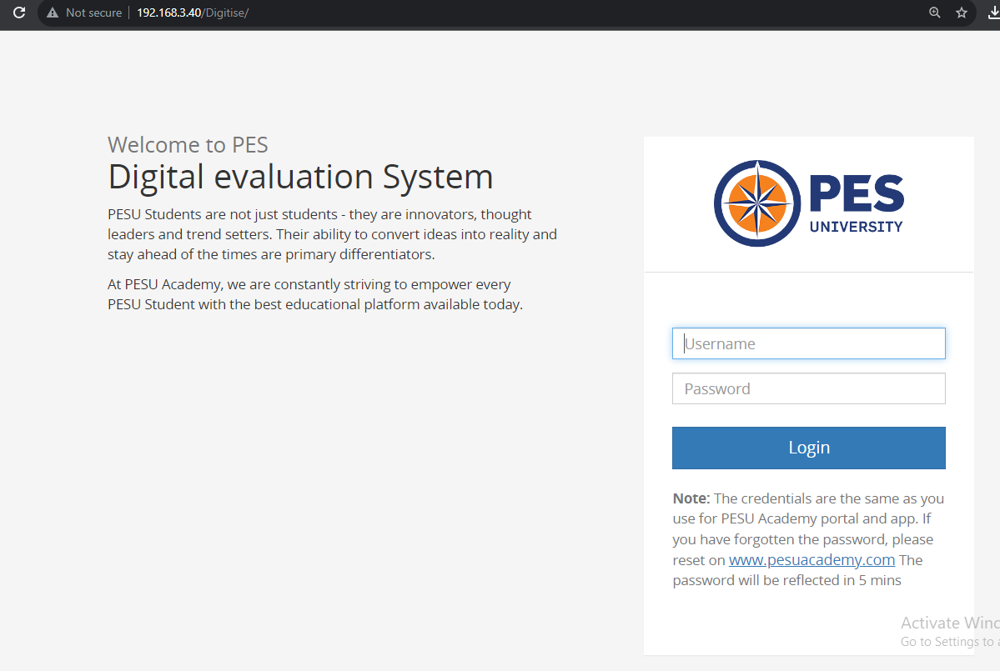 Not secure 192.168.3.40/Digitise/
Welcome to PES
Digital evaluation System
PESU Students are not just students - they are innovators, thought
leaders and trend setters. Their ability to convert ideas into reality and
stay ahead of the times are primary differentiators.
At PESU Academy, we are constantly striving to empower every
PESU Student with the best educational platform available today.
PES
UNIVERSITY
Username
Password
Login
Note: The credentials are the same as you
use for PESU Academy portal and app. If
you have forgotten the password, please
reset on www.pesuacademy.com The
password will be reflected in 5 mins
Activate Wind
Go to Settings to a